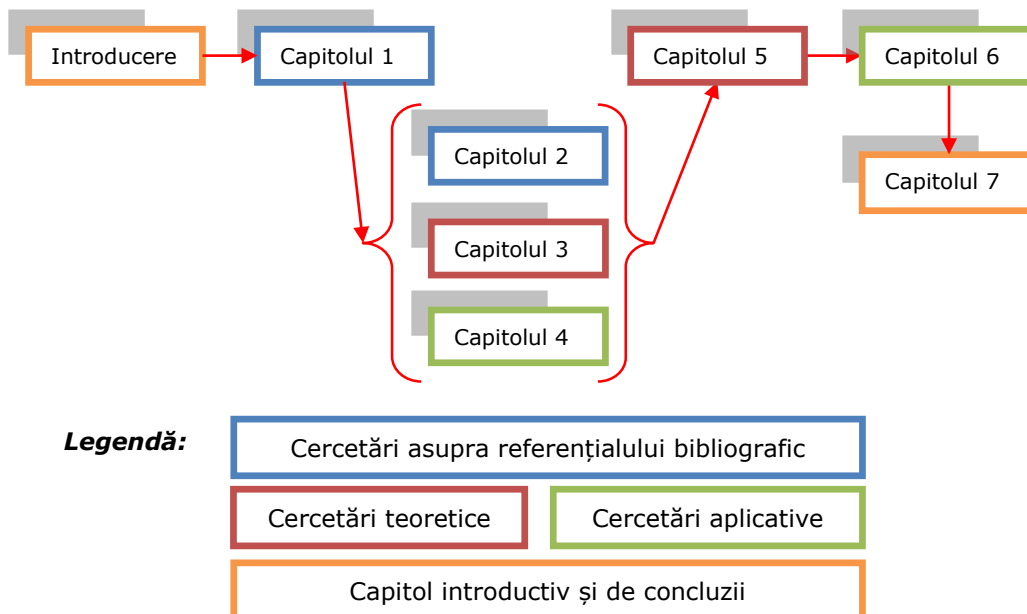 Introducere
Capitolul 1
Capitolul 2
Capitolul 3
Capitolul 4
Capitolul 5
Capitolul 6
Capitolul 7
Legendă:
Cercetări asupra referențialului bibliografic
Cercetări teoretice
Cercetări aplicative
Capitol introductiv și de concluzii